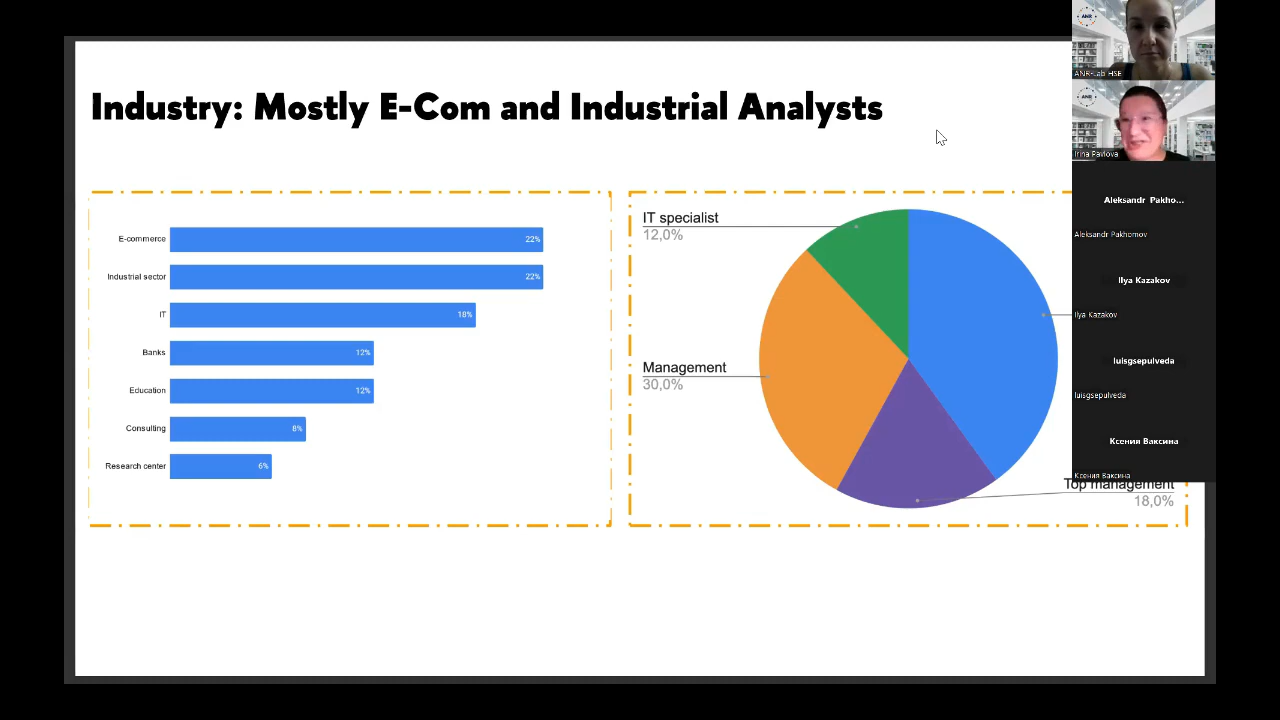 Industry: Mostly E-Com and Industrial Analysts
E-commerce
22%
Industrial sector
22%
IT
18%
Banks
12%
Education
12%
Consulting
8%
Research center
6%
IT specialist
12,0%
Management
30,0%
Top management
18,0%
ANR
ANR-Lab HSE
ANR
Irina Pavlova
Aleksandr Pakho...
Aleksandr Pakhomov
Ilya Kazakov
Ilya Kazakov
luisgsepulveda
luisgsepulveda
Ксения Ваксина
Ксения Ваксина